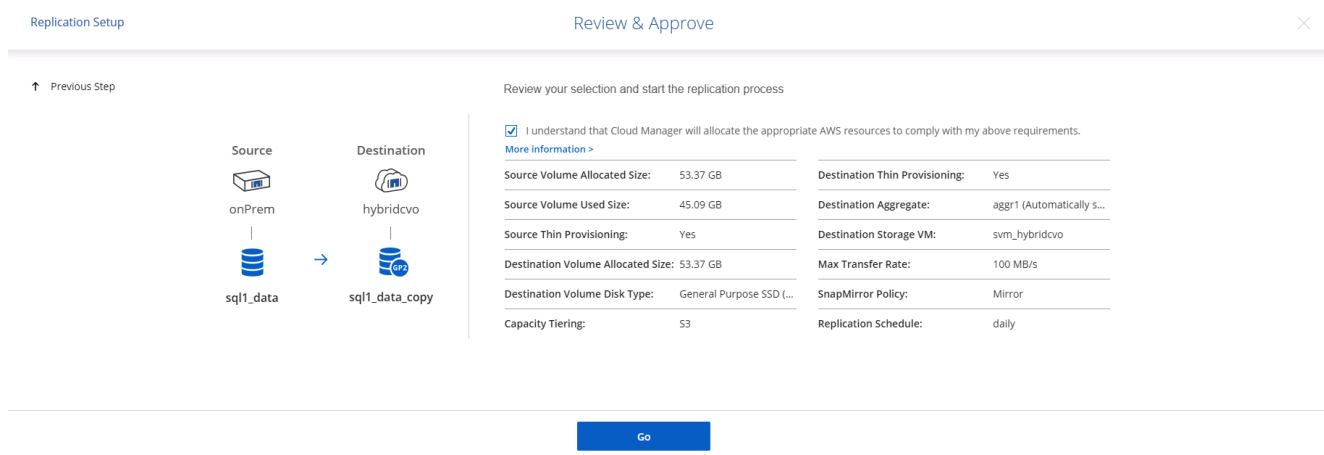 Replication Setup
Review & Approve
↑ Previous Step
Review your selection and start the replication process
I understand that Cloud Manager will allocate the appropriate AWS resources to comply with my above requirements.
More information >
Source
Destination
onPrem
hybridcvo
GP2
sql1_data
sql1_data_copy
Source Volume Allocated Size: 53.37 GB
Source Volume Used Size: 45.09 GB
Source Thin Provisioning: Yes
Destination Volume Allocated Size: 53.37 GB
Destination Volume Disk Type: General Purpose SSD (...
Capacity Tiering: S3
Destination Thin Provisioning: Yes
Destination Aggregate: aggr1 (Automatically s...
Destination Storage VM: svm_hybridcvo
Max Transfer Rate: 100 MB/s
SnapMirror Policy: Mirror
Replication Schedule: daily
Go